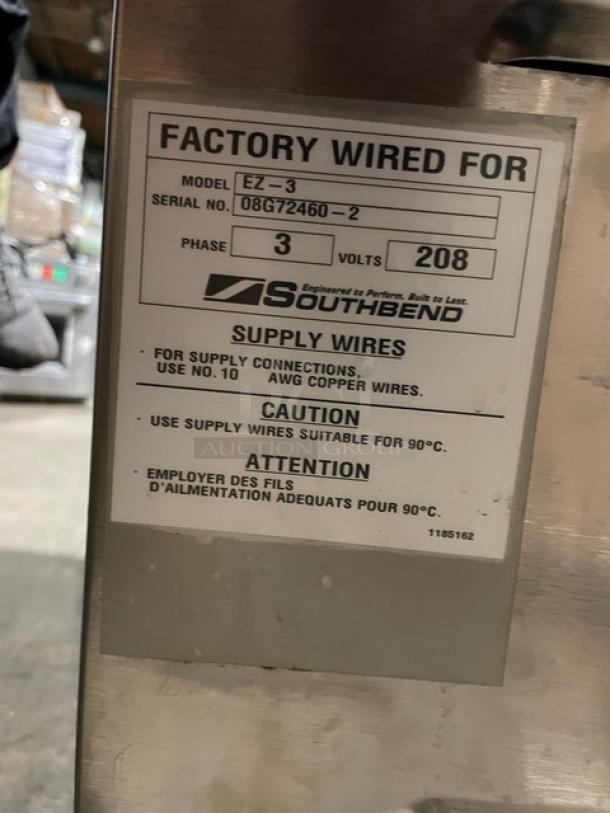 FACTORY WIRED FOR
MODEL EZ-3
SERIAL NO. 08G72460-2
PHASE 3 VOLTS 208
Engineered to Perform, Built to Last.
SOUTHBEND
SUPPLY WIRES
· FOR SUPPLY CONNECTIONS,
USE NO. 10 AWG COPPER WIRES.
CAUTION
· USE SUPPLY WIRES SUITABLE FOR 90°C.
AUCTION GROUP
ATTENTION
· EMPLOYER DES FILS
D'AILMENTATION ADEQUATS POUR 90°C.
1185162